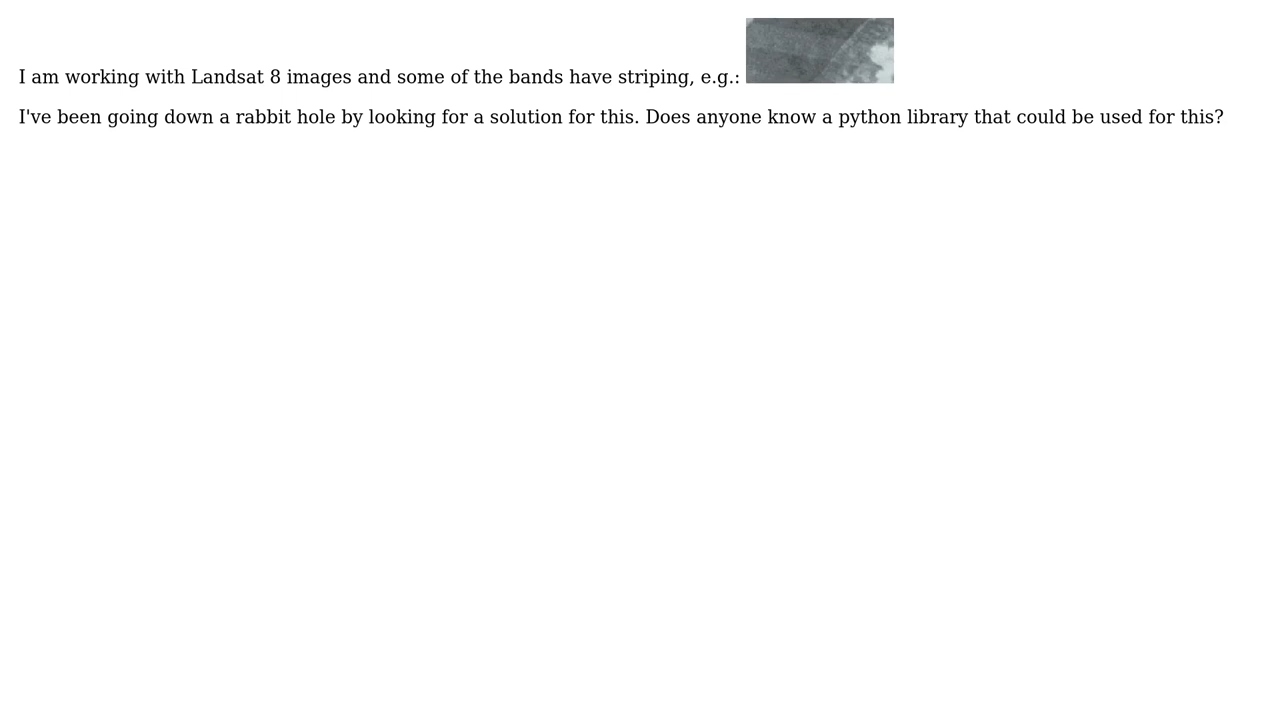 I am working with Landsat 8 images and some of the bands have striping, e.g.:
I've been going down a rabbit hole by looking for a solution for this. Does anyone know a python library that could be used for this?